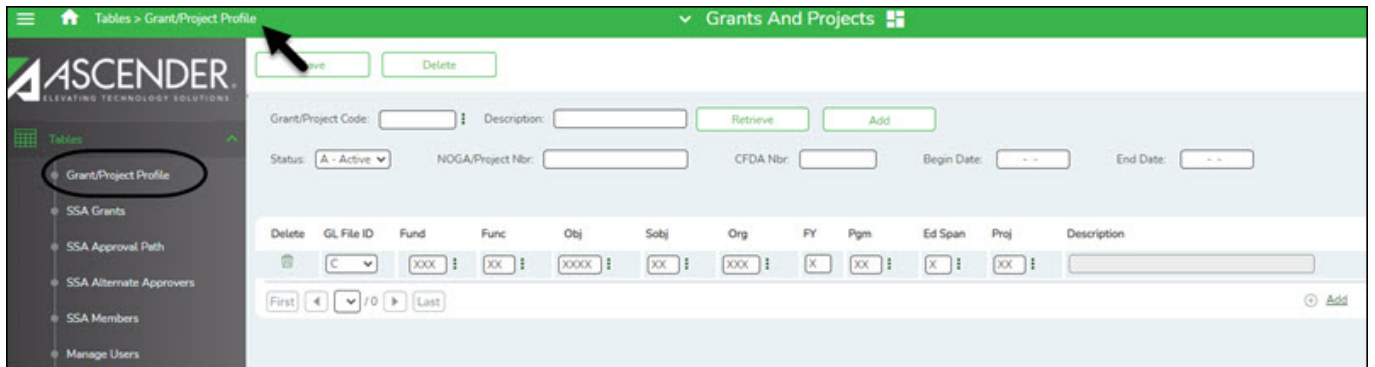 Tables > Grant/Project Profile
Grants And Projects
ASCENDER
ELEVATING TECHNOLOGY SOLUTIONS
Delete
Grant/Project Code:
Description:
Retrieve
Add
Tables
Status:
A - Active
NOGA/Project Nbr:
CFDA Nbr:
Begin Date:
- -
End Date:
- -
Grant/Project Profile
SSA Grants
SSA Approval Path
SSA Alternate Approvers
SSA Members
Manage Users
Delete GL File ID Fund Func Obj Sobj Org FY Pgm Ed Span Proj Description
C XXX XX XXXX XX XXX X XX X XX
First / 0 Last
Add